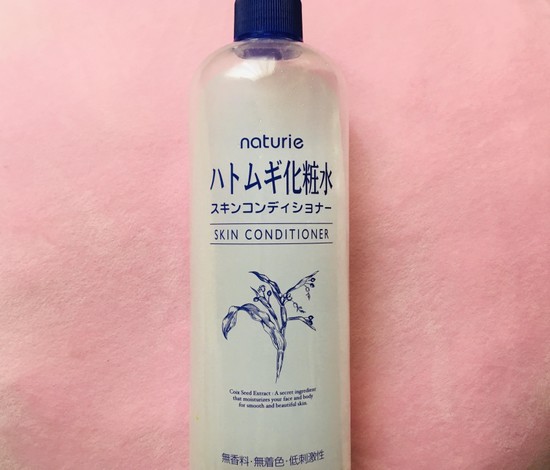 naturie
ハトムギ化粧水
スキンコンディショナー
SKIN CONDITIONER
Coix Seed Extract : A secret ingredient
that moisturizes your face and body
for smooth and beautiful skin.
無香料・無着色・低刺激性